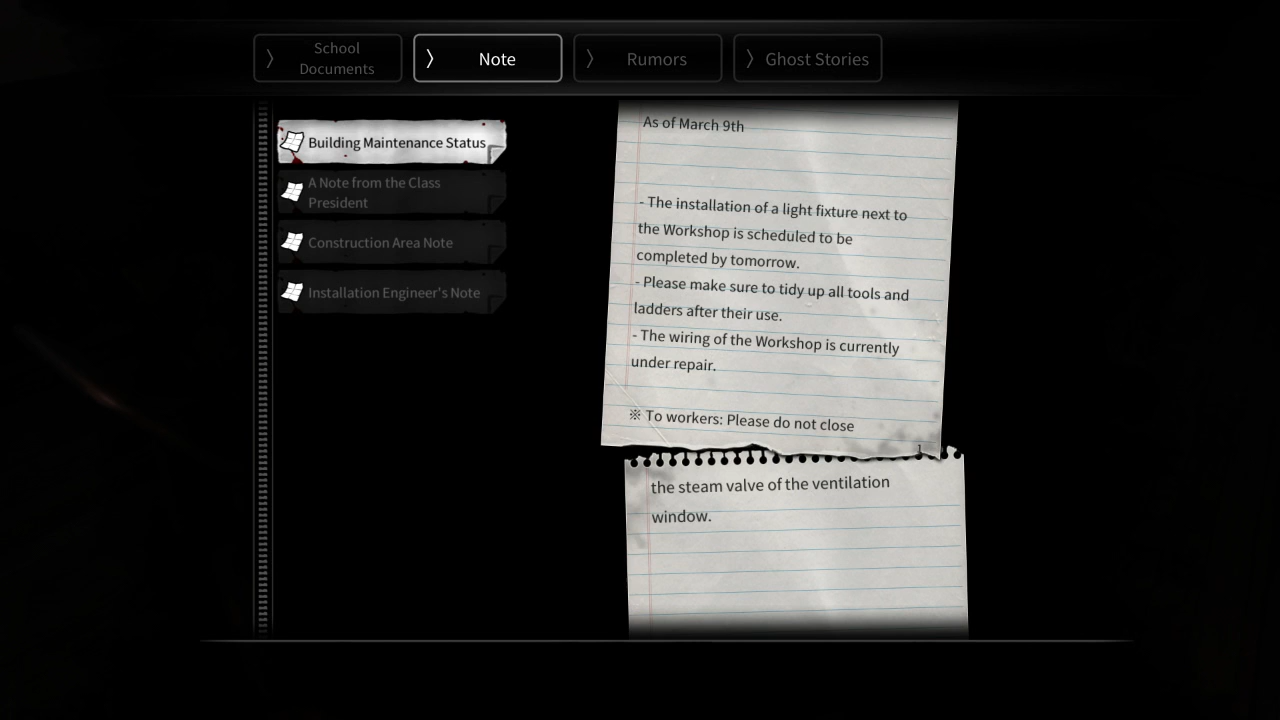 School
Documents
Note
Rumors
Ghost Stories
Building Maintenance Status
A Note from the Class
President
Construction Area Note
Installation Engineer's Note
As of March 9th
- The installation of a light fixture next to
the Workshop is scheduled to be
completed by tomorrow.
- Please make sure to tidy up all tools and
ladders after their use.
- The wiring of the Workshop is currently
under repair.
※ To workers: Please do not close
1
the steam valve of the ventilation
window.